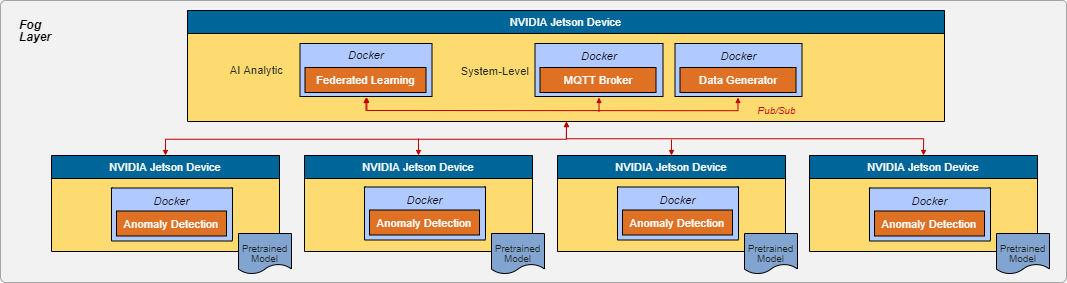 Fog
Layer
NVIDIA Jetson Device
AI Analytic
Docker
Federated Learning
System-Level
Docker
MQTT Broker
Docker
Data Generator
Pub/Sub
NVIDIA Jetson Device
Docker
Anomaly Detection
Pretrained
Model
NVIDIA Jetson Device
Docker
Anomaly Detection
Pretrained
Model
NVIDIA Jetson Device
Docker
Anomaly Detection
Pretrained
Model
NVIDIA Jetson Device
Docker
Anomaly Detection
Pretrained
Model